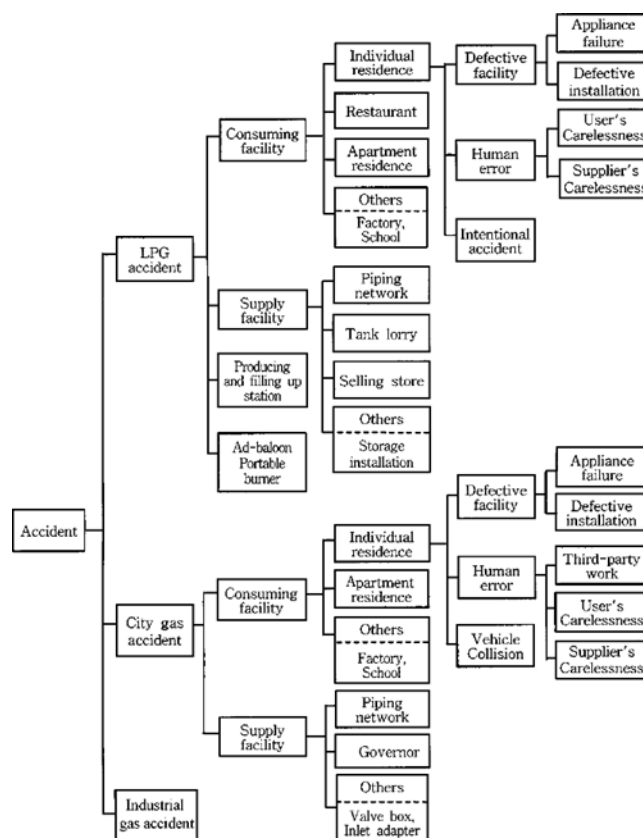 Accident
LPG
accident
City gas
accident
Industrial
gas accident
Consuming
facility
Supply
facility
Producing
and filling up
station
Ad-baloon
Portable
burner
Individual
residence
Restaurant
Apartment
residence
Others
Factory,
School
Piping
network
Tank lorry
Selling store
Others
Storage
installation
Defective
facility
Human
error
Intentional
accident
Appliance
failure
Defective
installation
User's
Carelessness
Supplier's
Carelessness
Consuming
facility
Supply
facility
Individual
residence
Apartment
residence
Others
Factory,
School
Piping
network
Governor
Others
Valve box,
Inlet adapter
Defective
facility
Human
error
Vehicle
Collision
Appliance
failure
Defective
installation
Third-party
work
User's
Carelessness
Supplier's
Carelessness